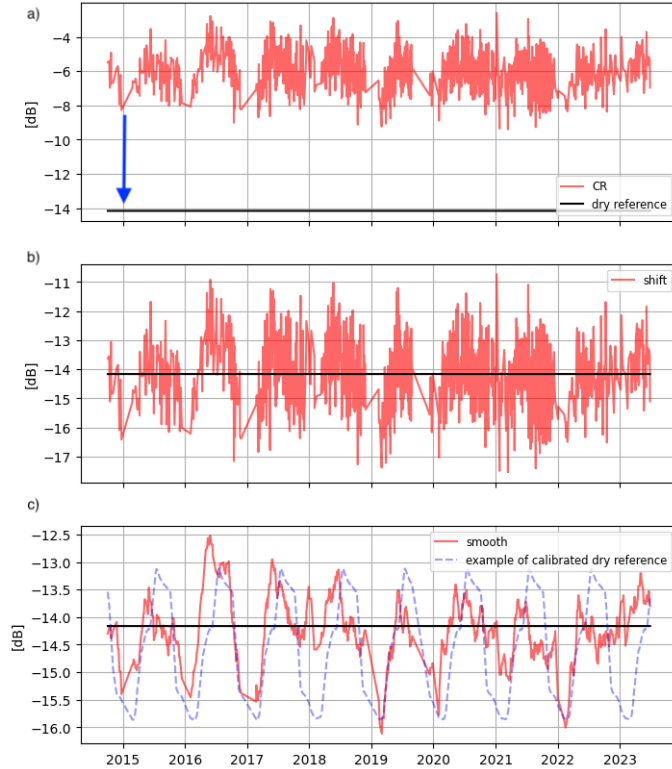 a)
−4
−6
−8
[dB]
−10
−12
−14
CR
dry reference
b)
−11
−12
−13
[dB]
−14
−15
−16
−17
shift
c)
−12.5
−13.0
−13.5
−14.0
[dB]
−14.5
−15.0
−15.5
−16.0
smooth
example of calibrated dry reference
2015 2016 2017 2018 2019 2020 2021 2022 2023